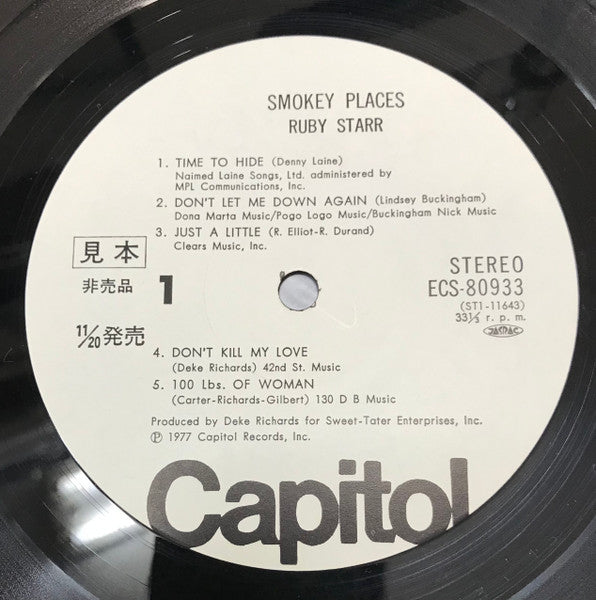 SMOKEY PLACES
RUBY STARR
1. TIME TO HIDE (Denny Laine)
Naimed Laine Songs, Ltd. administered by
MPL Communications, Inc.
2. DON'T LET ME DOWN AGAIN (Lindsey Buckingham)
Dona Marta Music/Pogo Logo Music/Buckingham Nick Music
3. JUST A LITTLE (R. Elliot-R. Durand)
Clears Music, Inc.
見本
非売品
1
11/20発売
STEREO
ECS-80933
(ST1-11643)
33⅓ r. p. m.
JASRAC
4. DON'T KILL MY LOVE
(Deke Richards) 42nd St. Music
5. 100 Lbs. OF WOMAN
(Carter-Richards-Gilbert) 130 D B Music
Produced by Deke Richards for Sweet-Tater Enterprises, Inc.
Ⓟ 1977 Capitol Records, Inc.
Capitol